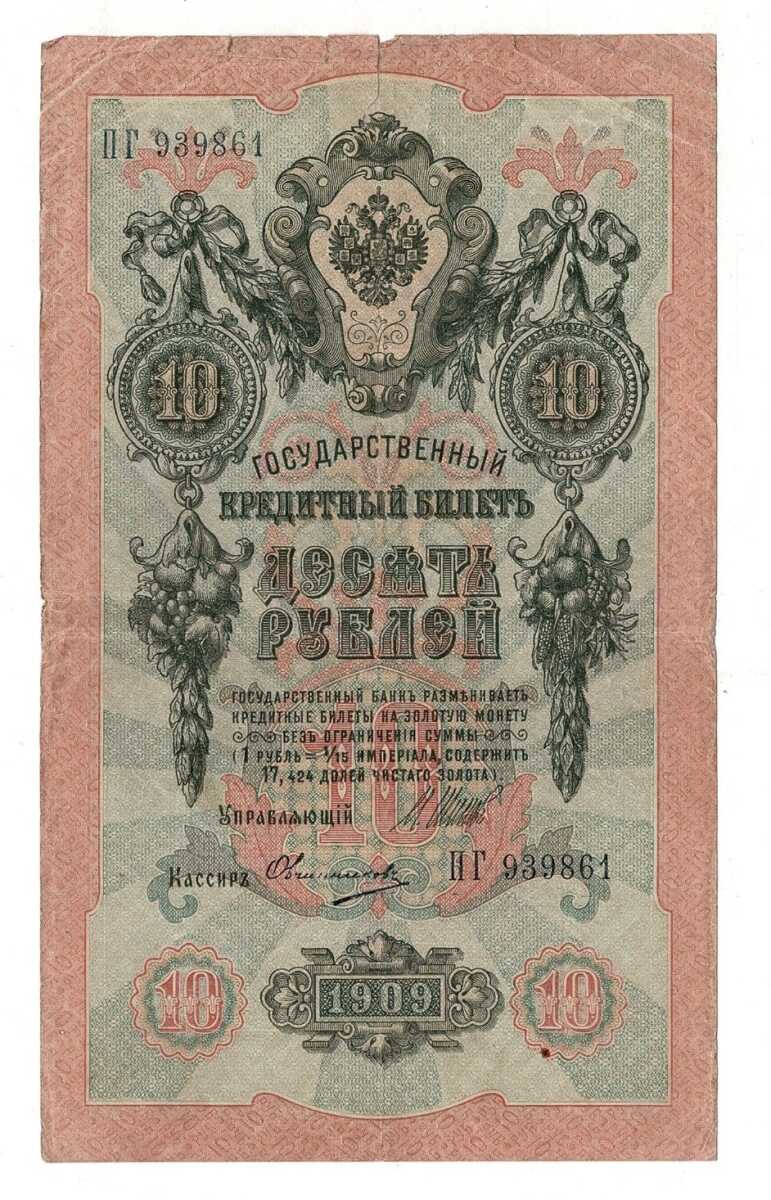 ПГ 939861
10 10
ГОСУДАРСТВЕННЫЙ
КРЕДИТНЫЙ БИЛЕТЪ
ДЕСЯТЬ
РУБЛЕЙ
ГОСУДАРСТВЕННЫЙ БАНКЪ РАЗМѢНИВАЕТЪ
КРЕДИТНЫЕ БИЛЕТЫ НА ЗОЛОТУЮ МОНЕТУ
БЕЗЪ ОГРАНИЧЕНІЯ СУММЫ
(1 РУБЛЬ = 1/15 ИМПЕРІАЛА, СОДЕРЖИТЪ
17,424 ДОЛЕЙ ЧИСТАГО ЗОЛОТА).
10
УПРАВЛЯЮЩІЙ
КАССИРЪ Овчинниковъ ПГ 939861
10 1909 10